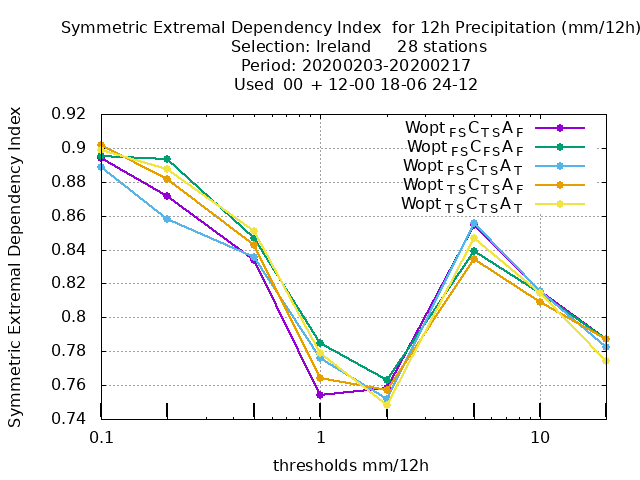 Symmetric Extremal Dependency Index  for 12h Precipitation (mm/12h)
Selection: Ireland     28 stations
Period: 20200203-20200217
Used  00  + 12-00 18-06 24-12
Symmetric Extremal Dependency Index
0.92
0.9
0.88
0.86
0.84
0.82
0.8
0.78
0.76
0.74
Wopt FS C TS A F
Wopt FS C FS A F
Wopt FS C TS A T
Wopt TS C TS A F
Wopt TS C TS A T
0.1 1 10
thresholds mm/12h